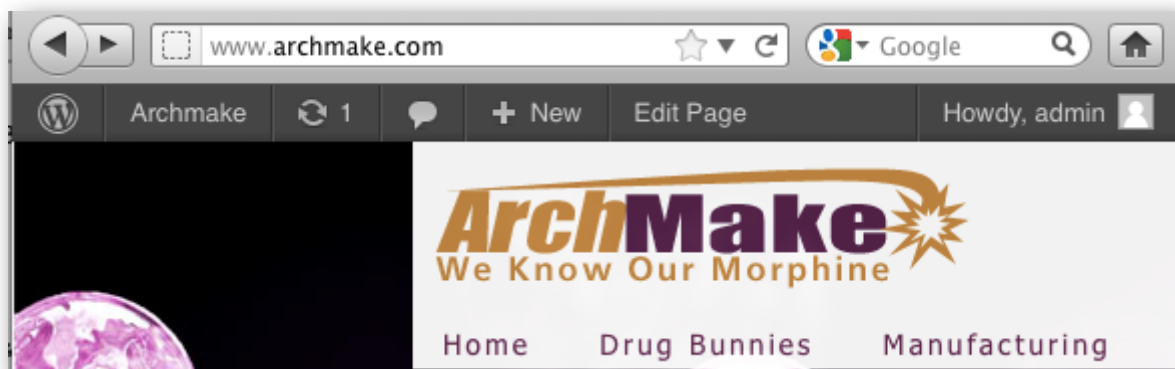 www.archmake.com Google
Archmake 1 New Edit Page Howdy, admin
ArchMake
We Know Our Morphine
Home Drug Bunnies Manufacturing